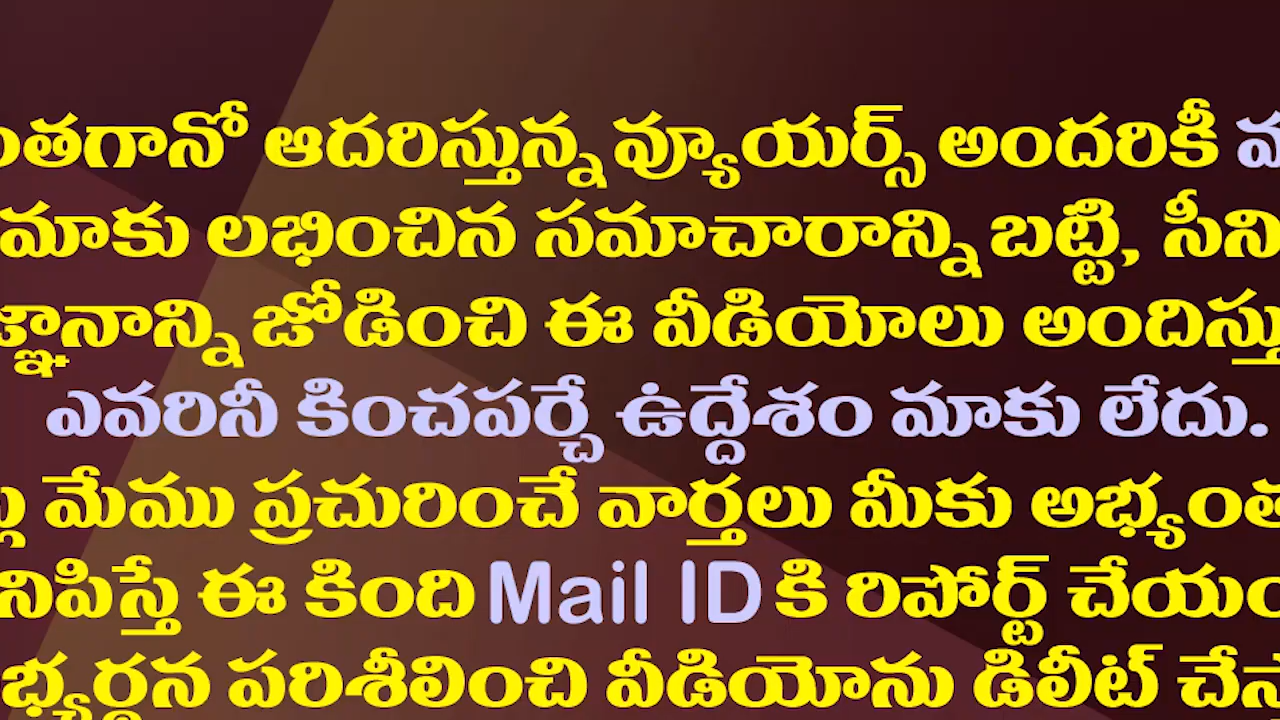 ఆదరిస్తున్న వ్యూయర్స్ అందరికీ
మాకు లభించిన సమాచారాన్ని బట్టి,
జోడించి ఈ వీడియోలు
ఎవరినీ కించపర్చే ఉద్దేశం మాకు లేదు.
మేము ప్రచురించే వార్తలు మీకు
ఈ కింది Mail ID కి రిపోర్ట్
పరిశీలించి వీడియోను డిలీట్